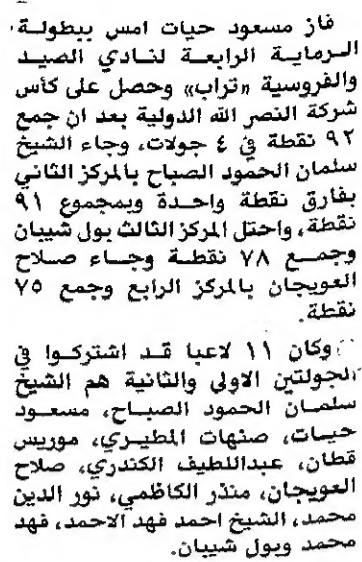 فاز مسعود حيات امس ببطولة
الرماية الرابعة لنادي الصيد
والفروسية «تراب» وحصل على كأس
شركة النصر الله الدولية بعد ان جمع
٩٢ نقطة في ٤ جولات، وجاء الشيخ
سلمان الحمود الصباح بالمركز الثاني
بفارق نقطة واحدة وبمجموع ٩١
نقطة، واحتل المركز الثالث بول شيبان
وجمع ٧٨ نقطة وجاء صلاح
العويجان بالمركز الرابع وجمع ٧٥
نقطة.
وكان ١١ لاعبا قد اشتركوا في
الجولتين الاولى والثانية هم الشيخ
سلمان الحمود الصباح، مسعود
حيات، صنهات المطيري، موريس
قطان، عبداللطيف الكندري، صلاح
العويجان، منذر الكاظمي، نور الدين
محمد، الشيخ احمد فهد الاحمد، فهد
محمد وبول شيبان.